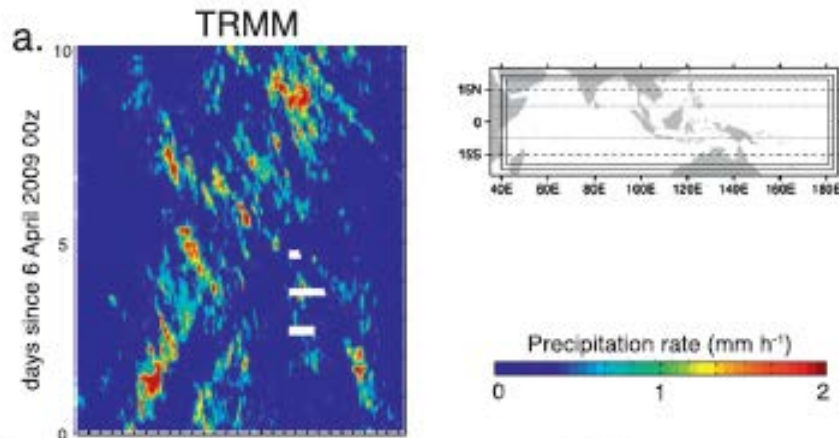 a.
TRMM
days since 6 April 2009 00z
10
5
0
15N
0
15S
40E 60E 80E 100E 120E 140E 160E 180E
Precipitation rate (mm h⁻¹)
0 1 2